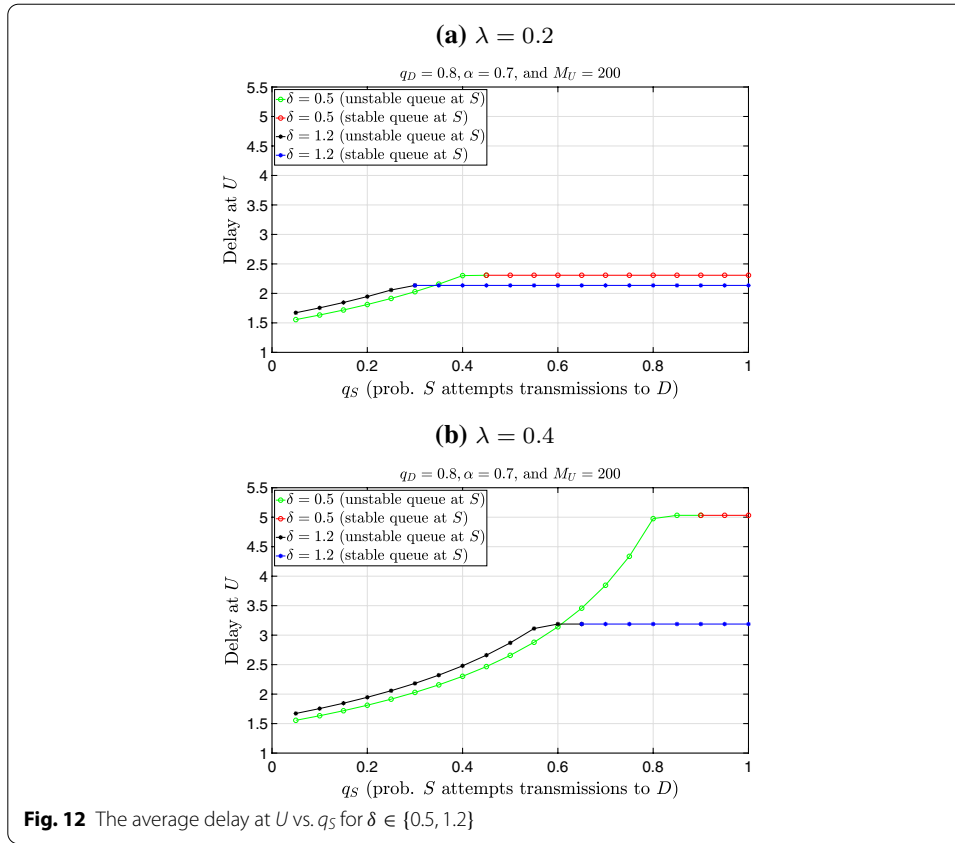 (a) λ = 0.2
q_D = 0.8, α = 0.7, and M_U = 200
5.5
5
4.5
4
3.5
3
2.5
2
1.5
1
Delay at U
δ = 0.5 (unstable queue at S)
δ = 0.5 (stable queue at S)
δ = 1.2 (unstable queue at S)
δ = 1.2 (stable queue at S)
0 0.2 0.4 0.6 0.8 1
q_S (prob. S attempts transmissions to D)
(b) λ = 0.4
q_D = 0.8, α = 0.7, and M_U = 200
5.5
5
4.5
4
3.5
3
2.5
2
1.5
1
Delay at U
δ = 0.5 (unstable queue at S)
δ = 0.5 (stable queue at S)
δ = 1.2 (unstable queue at S)
δ = 1.2 (stable queue at S)
0 0.2 0.4 0.6 0.8 1
q_S (prob. S attempts transmissions to D)
Fig. 12 The average delay at U vs. q_S for δ ∈ {0.5, 1.2}